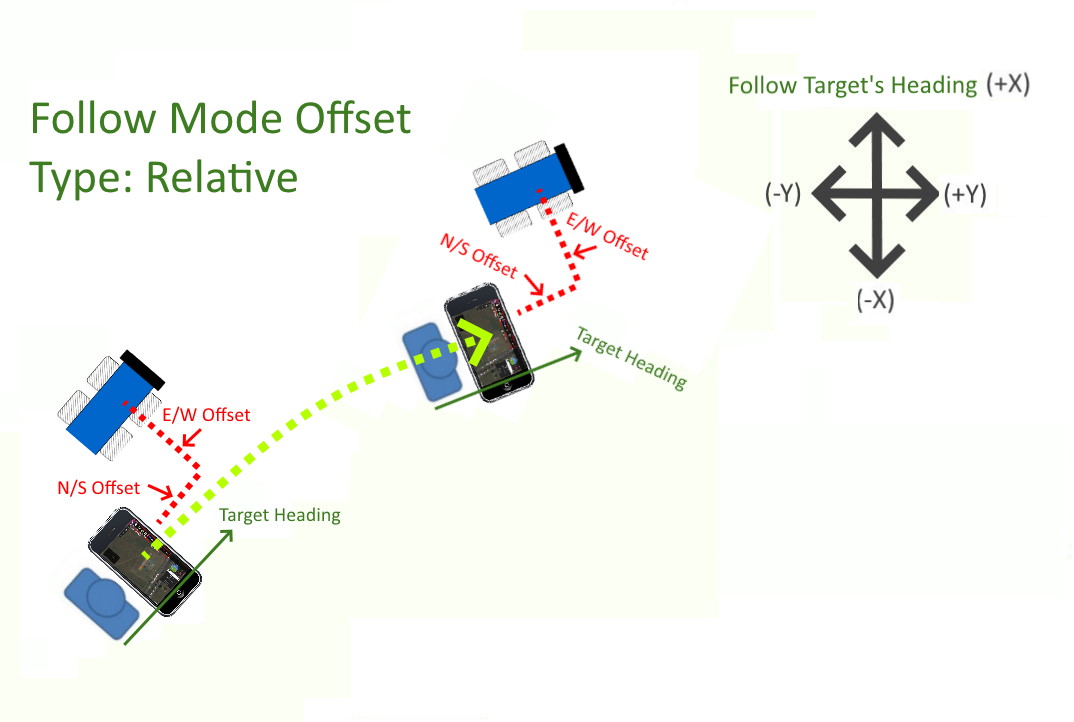 Follow Mode Offset
Type: Relative
Follow Target's Heading (+X)
(-Y)
(+Y)
(-X)
E/W Offset
N/S Offset
Target Heading
E/W Offset
N/S Offset
Target Heading